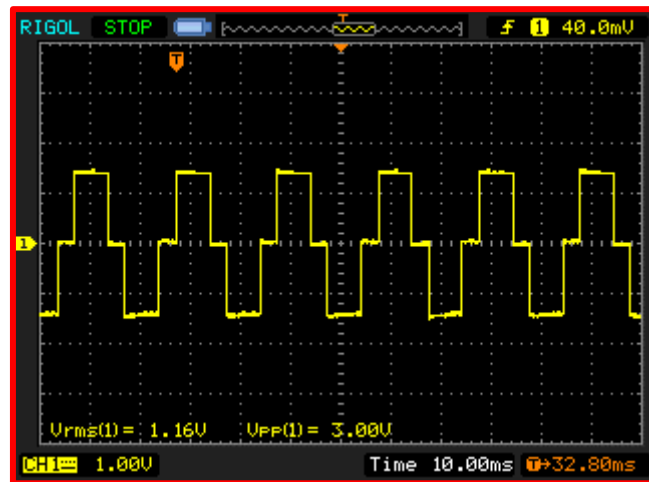 RIGOL STOP T f 1 40.0mV
T
1
Vrms(1)= 1.16V Vpp(1)= 3.00V
CH1 1.00V Time 10.00ms T→32.80ms